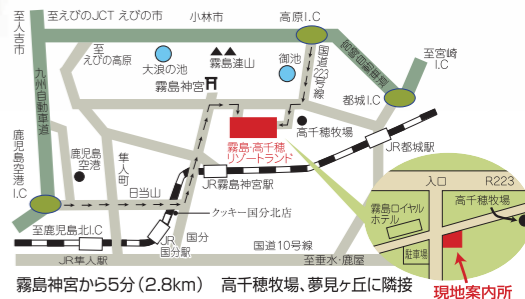 至人吉市
至えびのJCT えびの市
小林市
高原I.C
至えびの高原
大浪の池
霧島連山
御池
国道223号線
宮崎自動車道
至宮崎I.C
九州自動車道
霧島神宮
都城I.C
高千穂牧場
霧島・高千穂
リゾートランド
JR都城駅
鹿児島空港I.C
鹿児島空港
隼人町
日当山
JR霧島神宮駅
クッキー国分北店
至鹿児島北I.C
JR国分駅
国分
国道10号線
JR隼人駅
至垂水・鹿屋
入口
R223
霧島ロイヤル
ホテル
高千穂牧場
駐車場
現地案内所
霧島神宮から5分(2.8km) 高千穂牧場、夢見ヶ丘に隣接